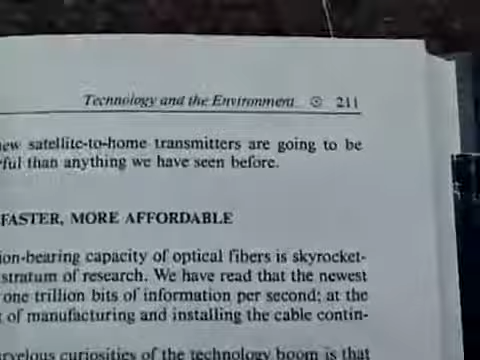 Technology and the Environment ⊙ 211
ew satellite-to-home transmitters are going to be
ful than anything we have seen before.
FASTER, MORE AFFORDABLE
ion-bearing capacity of optical fibers is skyrocket-
stratum of research. We have read that the newest
one trillion bits of information per second; at the
of manufacturing and installing the cable contin-
rvelous curiosities of the technology boom is that